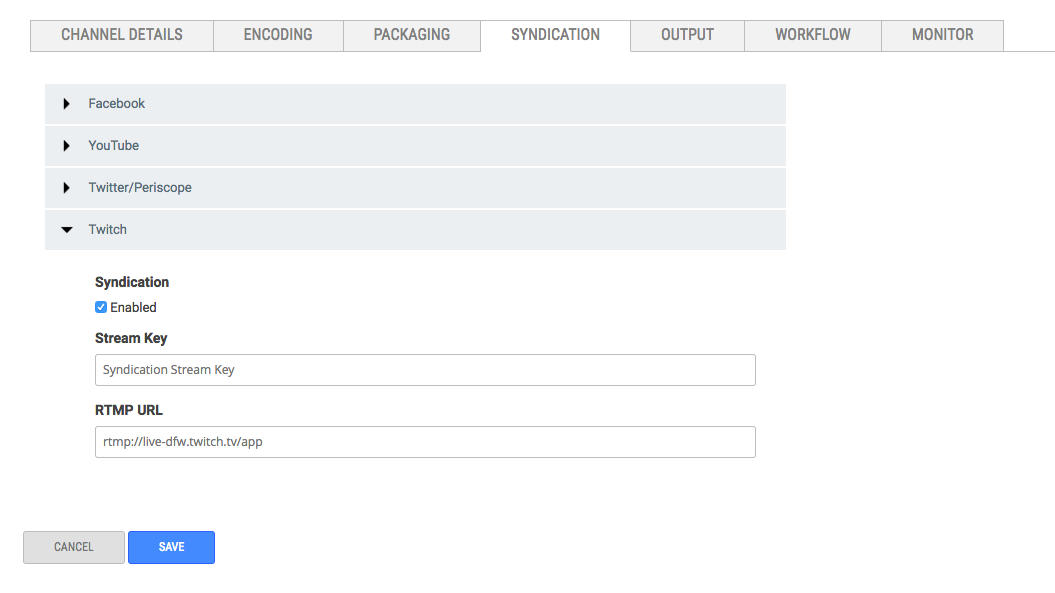 CHANNEL DETAILS ENCODING PACKAGING SYNDICATION OUTPUT WORKFLOW MONITOR
Facebook
YouTube
Twitter/Periscope
Twitch
Syndication
Enabled
Stream Key
Syndication Stream Key
RTMP URL
rtmp://live-dfw.twitch.tv/app
CANCEL SAVE